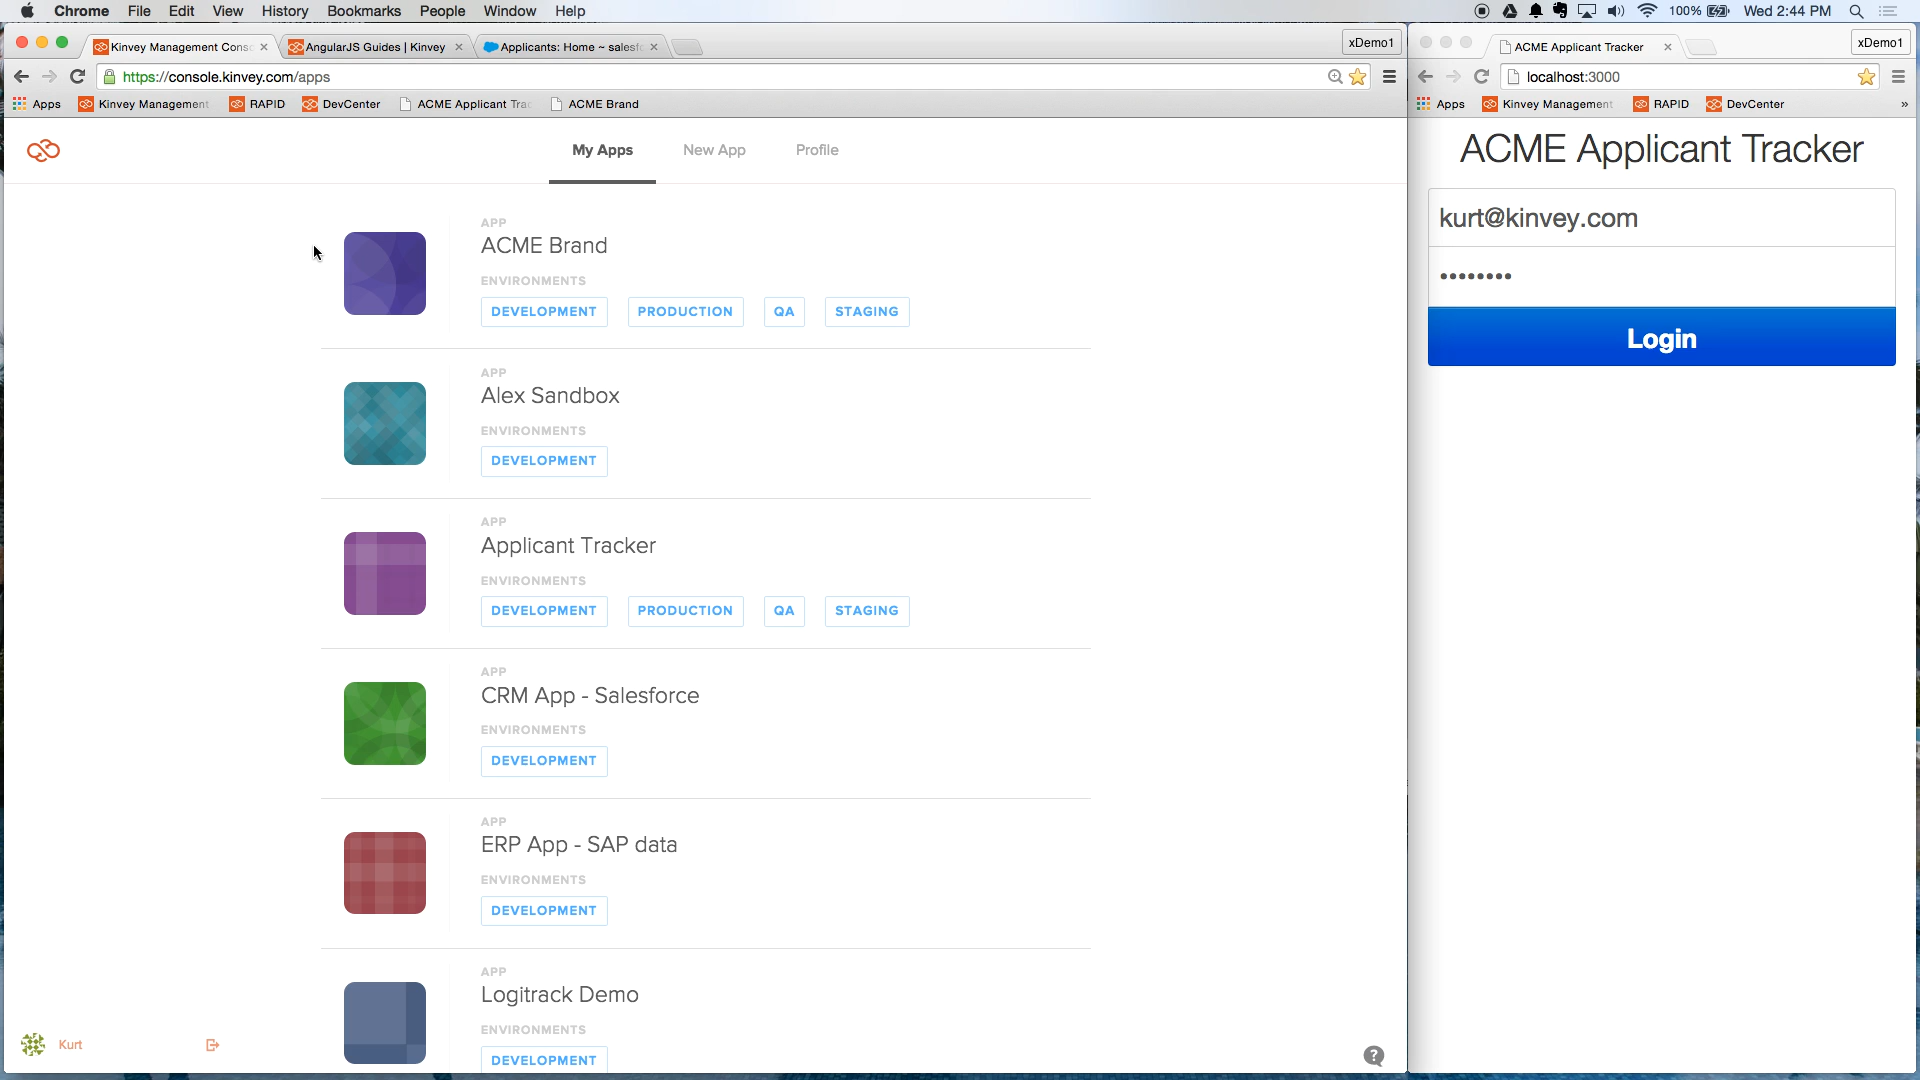 Chrome File Edit View History Bookmarks People Window Help
100% Wed 2:44 PM
Kinvey Management Cons
AngularJS Guides | Kinvey
Applicants: Home ~ salesfo
xDemo1
ACME Applicant Tracker
xDemo1
https://console.kinvey.com/apps
localhost:3000
Apps Kinvey Management RAPID DevCenter ACME Applicant Trac ACME Brand
Apps Kinvey Management RAPID DevCenter »
My Apps New App Profile
ACME Applicant Tracker
kurt@kinvey.com
••••••••
Login
APP
ACME Brand
ENVIRONMENTS
DEVELOPMENT PRODUCTION QA STAGING
APP
Alex Sandbox
ENVIRONMENTS
DEVELOPMENT
APP
Applicant Tracker
ENVIRONMENTS
DEVELOPMENT PRODUCTION QA STAGING
APP
CRM App - Salesforce
ENVIRONMENTS
DEVELOPMENT
APP
ERP App - SAP data
ENVIRONMENTS
DEVELOPMENT
APP
Logitrack Demo
ENVIRONMENTS
DEVELOPMENT
Kurt
?